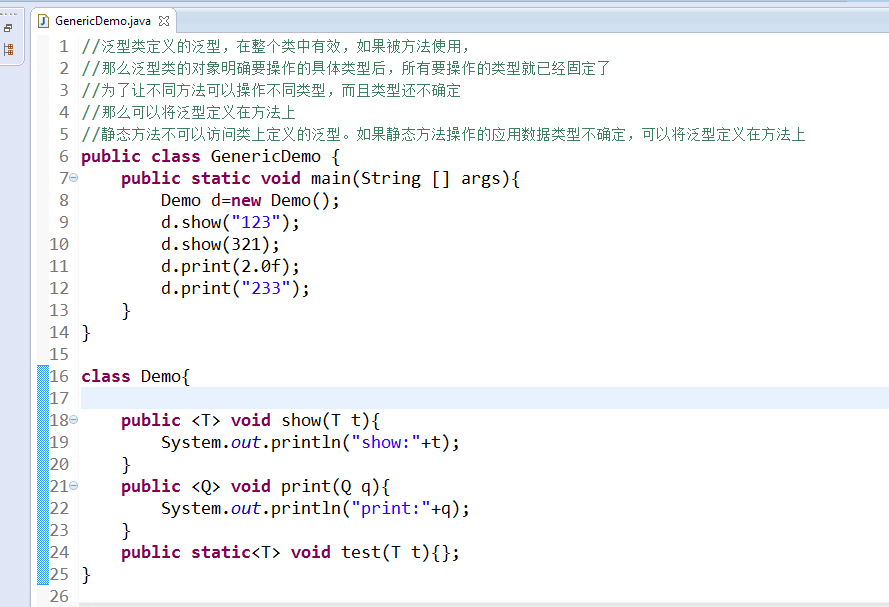 GenericDemo.java
1 //泛型类定义的泛型，在整个类中有效，如果被方法使用，
2 //那么泛型类的对象明确要操作的具体类型后，所有要操作的类型就已经固定了
3 //为了让不同方法可以操作不同类型，而且类型还不确定
4 //那么可以将泛型定义在方法上
5 //静态方法不可以访问类上定义的泛型。如果静态方法操作的应用数据类型不确定，可以将泛型定义在方法上
6 public class GenericDemo {
7     public static void main(String [] args){
8         Demo d=new Demo();
9         d.show("123");
10         d.show(321);
11         d.print(2.0f);
12         d.print("233");
13     }
14 }
15
16 class Demo{
17
18     public <T> void show(T t){
19         System.out.println("show:"+t);
20     }
21     public <Q> void print(Q q){
22         System.out.println("print:"+q);
23     }
24     public static<T> void test(T t){};
25 }
26